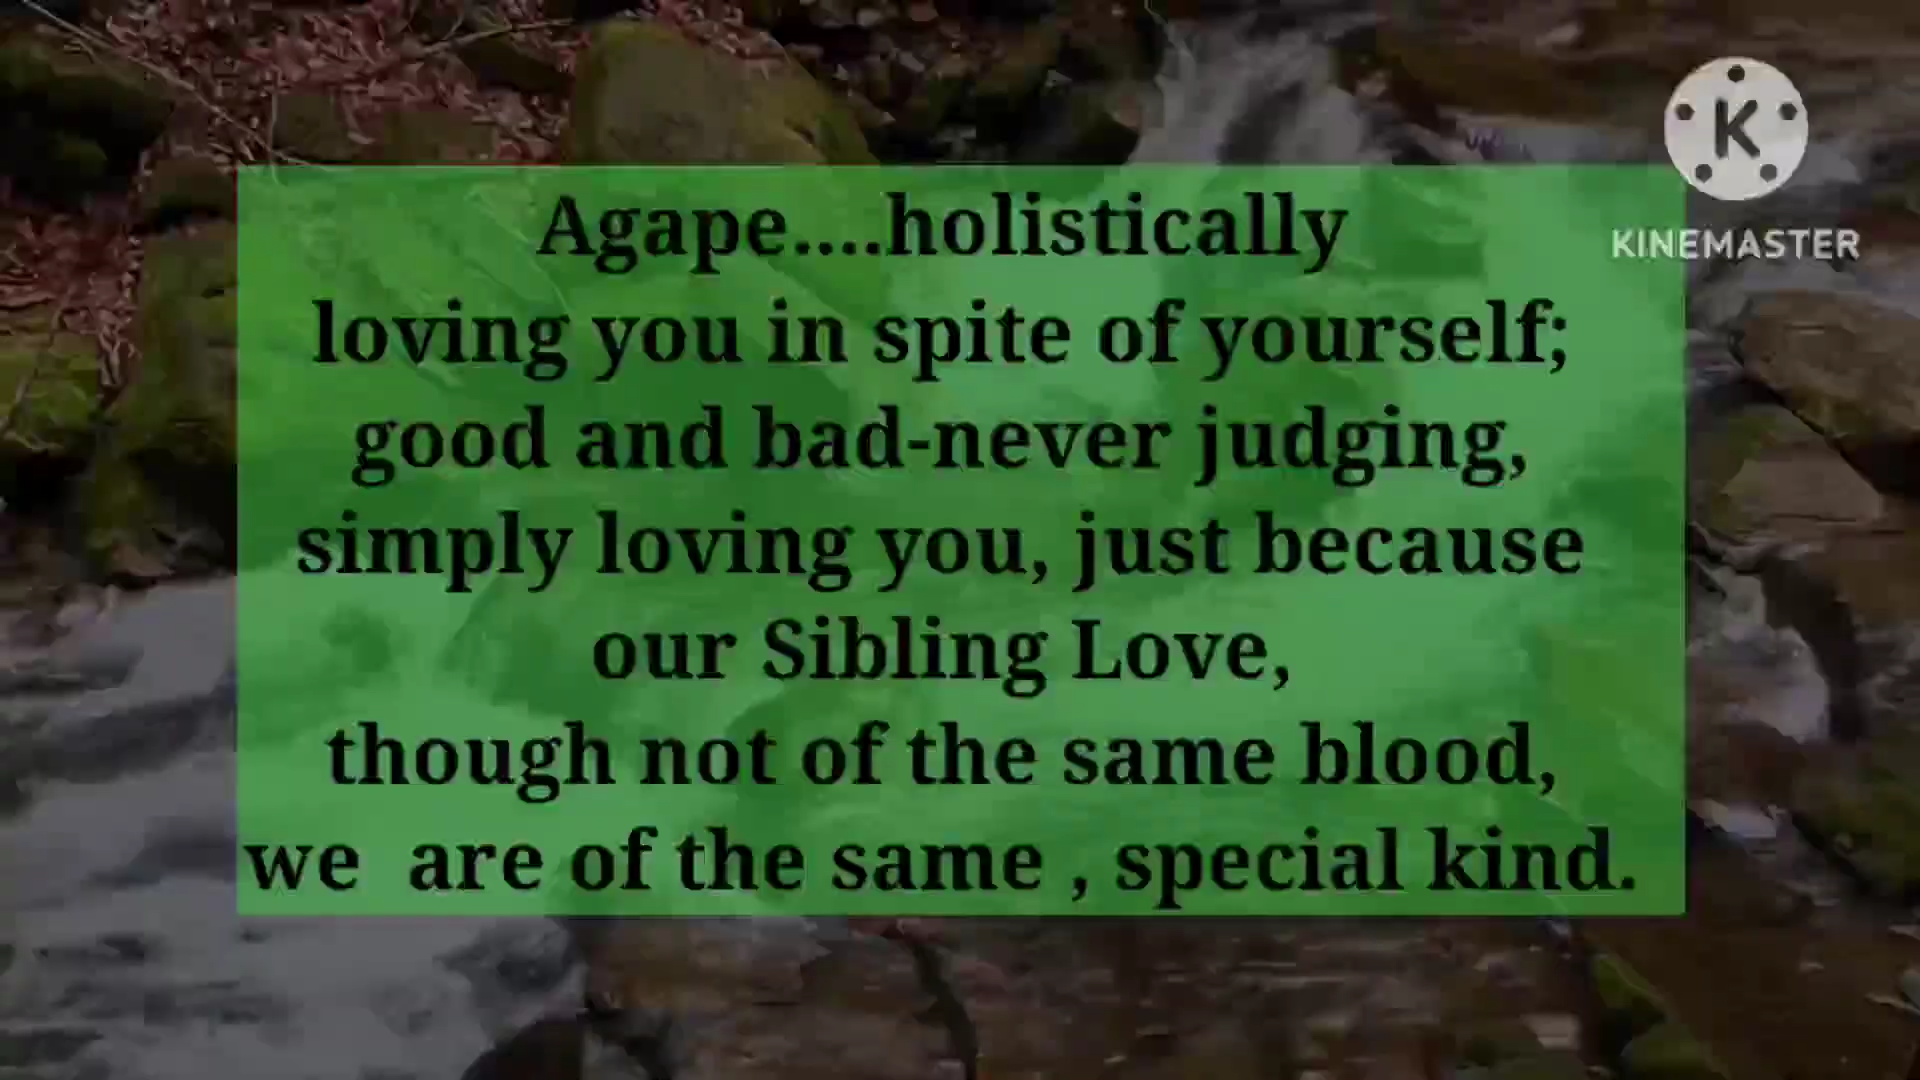 Agape....holistically
loving you in spite of yourself;
good and bad-never judging,
simply loving you, just because
our Sibling Love,
though not of the same blood,
we  are of the same , special kind.
K
KINEMASTER